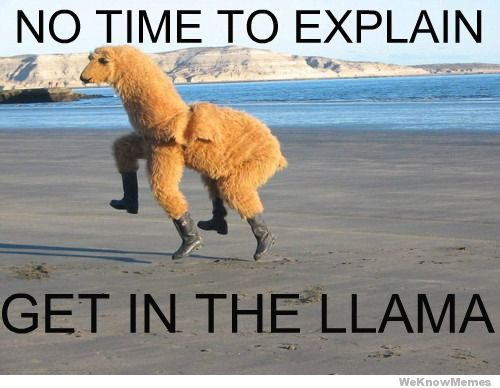 NO TIME TO EXPLAIN
GET IN THE LLAMA
WeKnowMemes